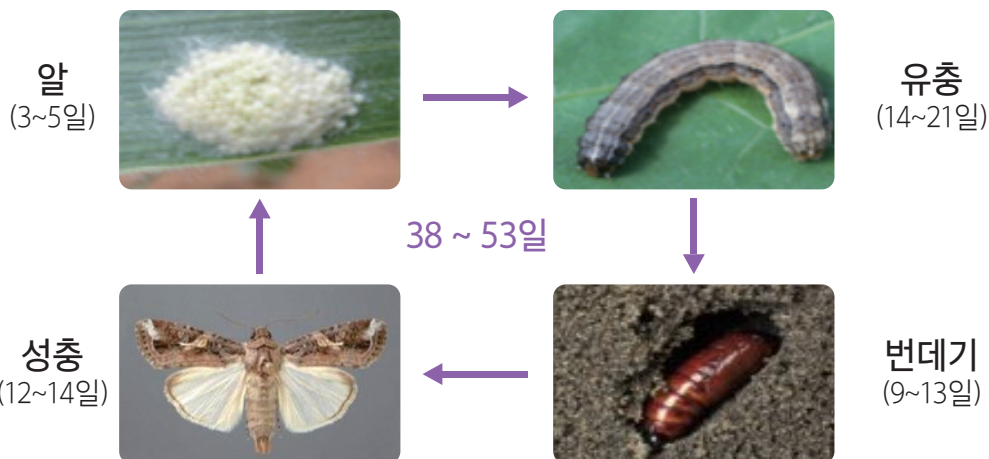 알
(3~5일)
유충
(14~21일)
38 ~ 53일
성충
(12~14일)
번데기
(9~13일)